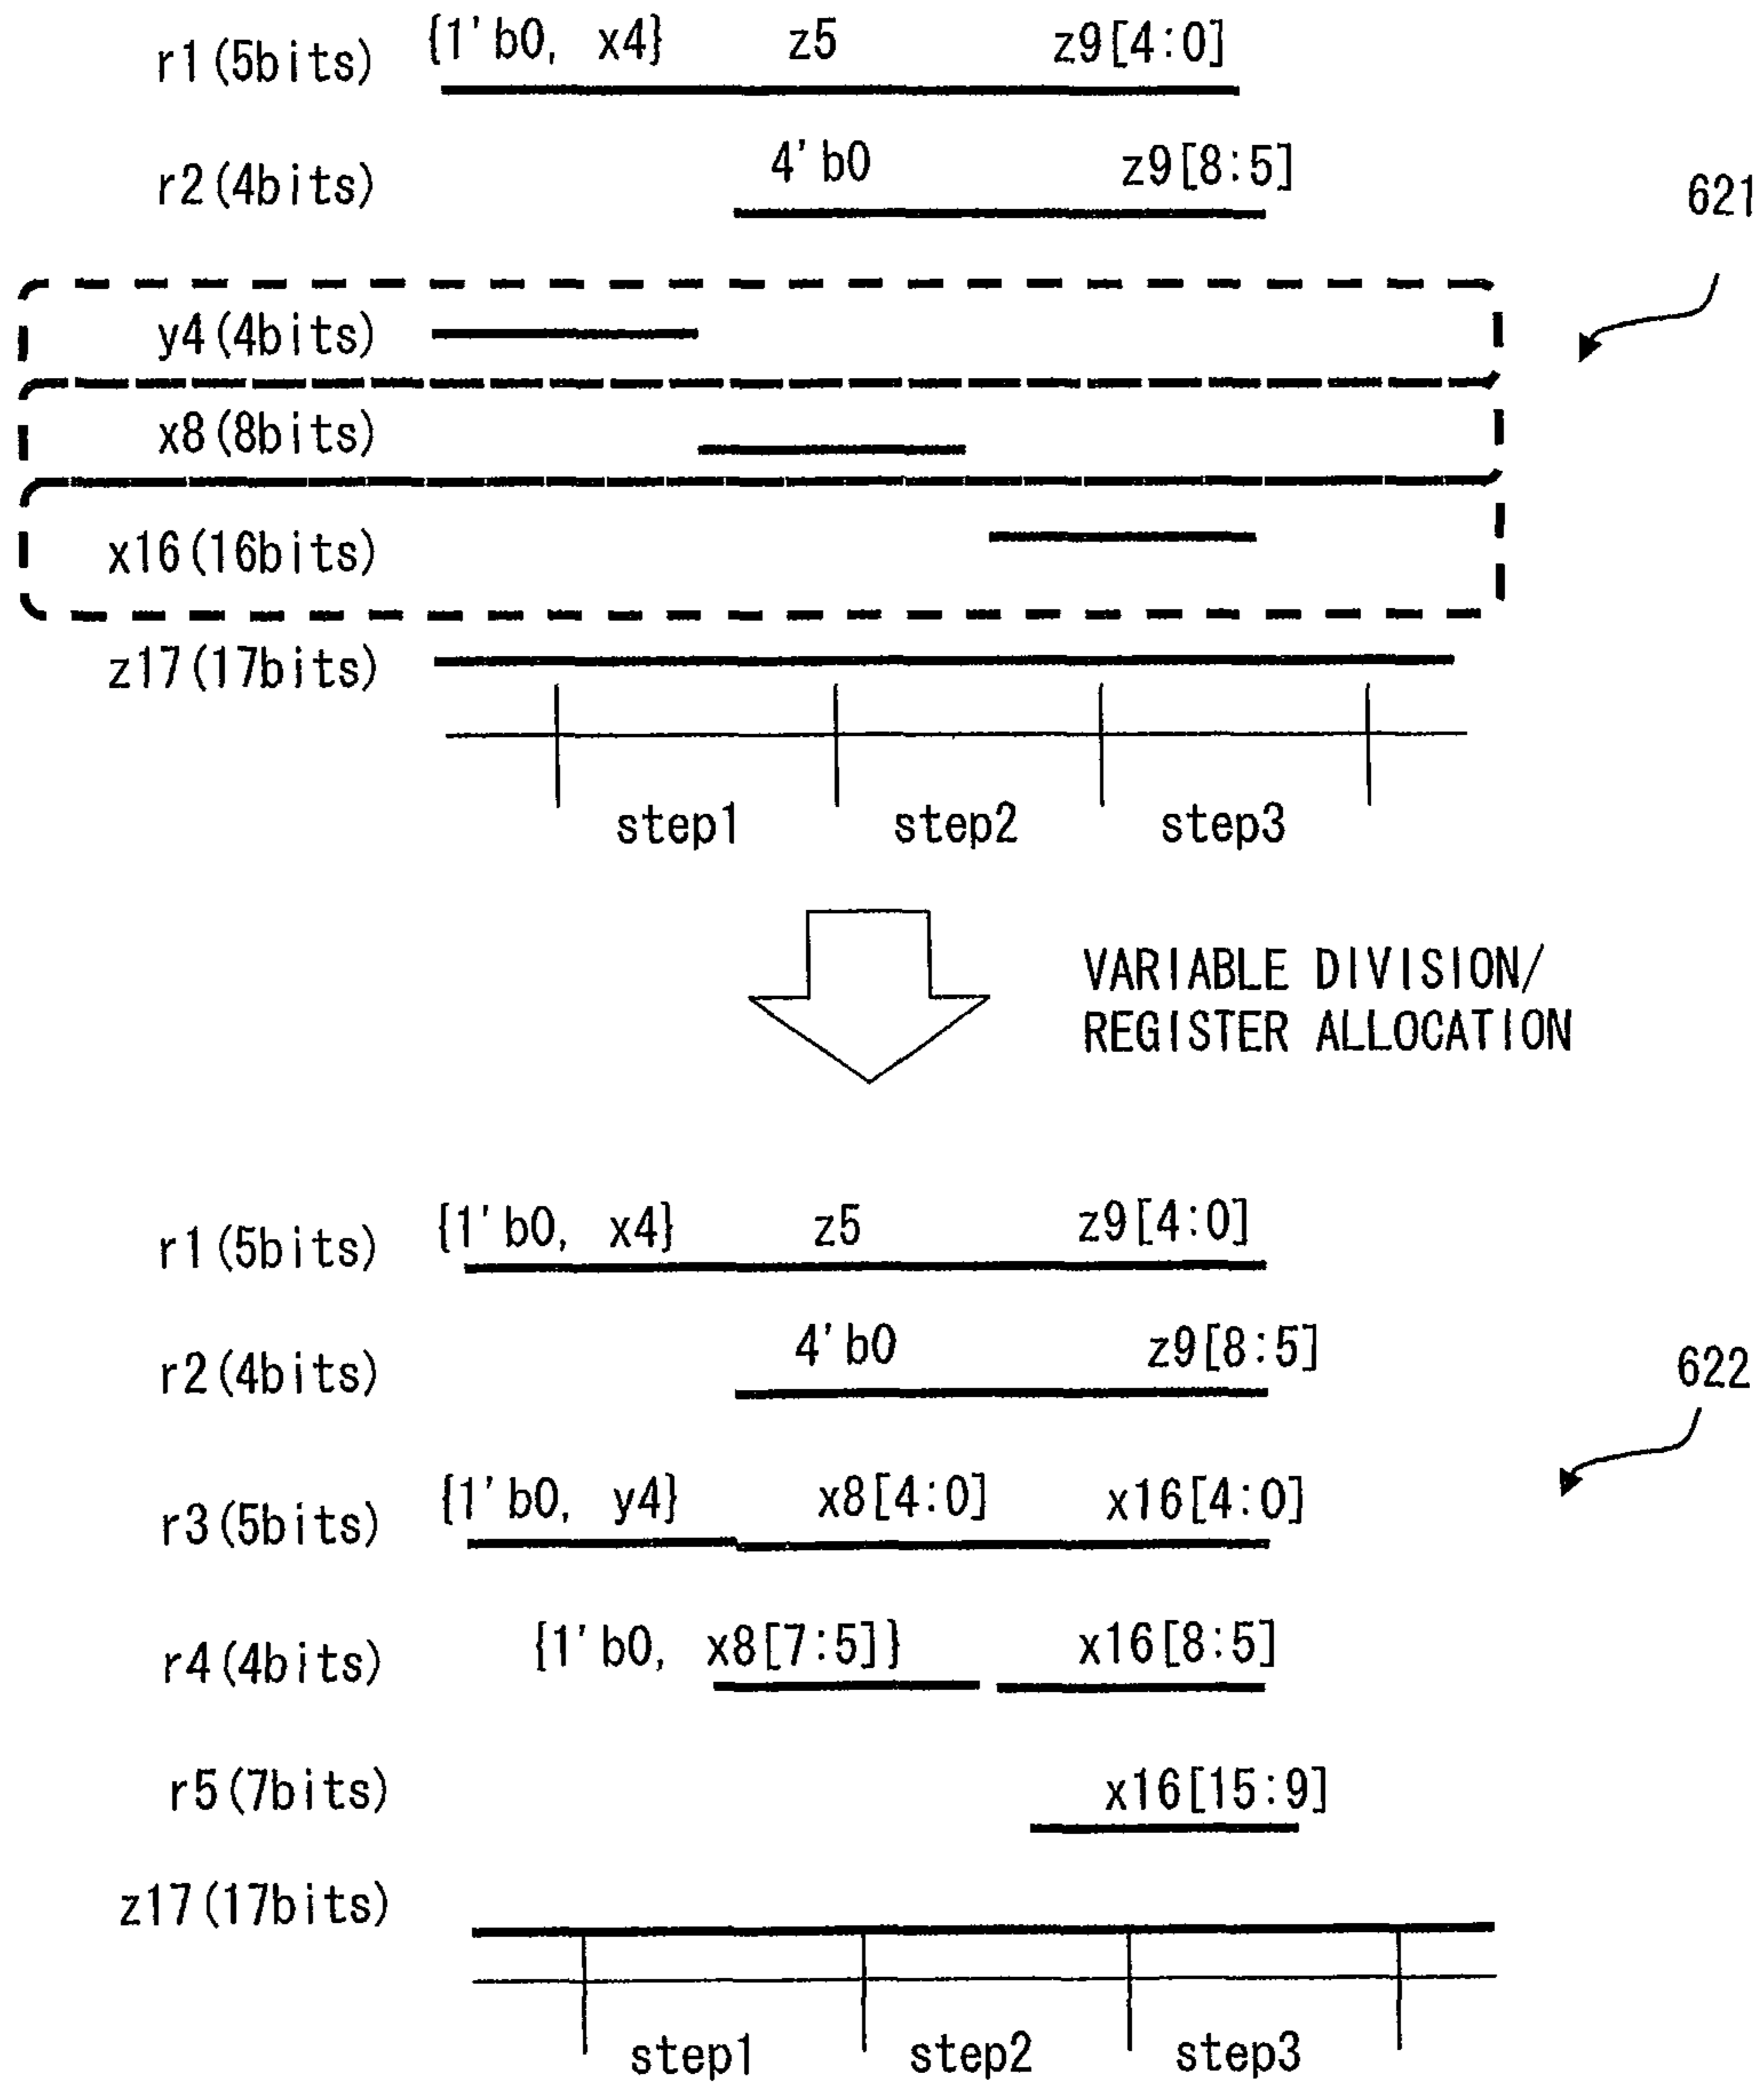 {1'b0, x4} z5 z9[4:0]
r1(5bits)
4'b0 z9[8:5]
r2(4bits)
621
y4(4bits)
x8(8bits)
x16(16bits)
z17(17bits)
step1 step2 step3
VARIABLE DIVISION/
REGISTER ALLOCATION
{1'b0, x4} z5 z9[4:0]
r1(5bits)
4'b0 z9[8:5]
r2(4bits)
622
{1'b0, y4} x8[4:0] x16[4:0]
r3(5bits)
{1'b0, x8[7:5]} x16[8:5]
r4(4bits)
r5(7bits) x16[15:9]
z17(17bits)
step1 step2 step3